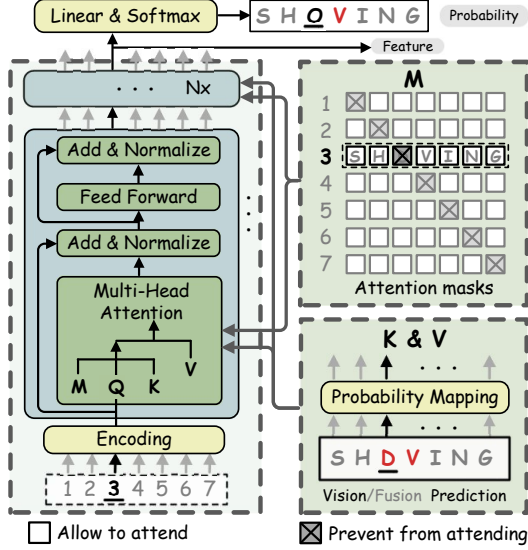 Linear & Softmax
S H O V I N G
Probability
Feature
. . . Nx
Add & Normalize
Feed Forward
Add & Normalize
Multi-Head
Attention
M Q K V
Encoding
1 2 3 4 5 6 7
M
1
2
3 S H V I N G
4
5
6
7
Attention masks
K & V
. . .
Probability Mapping
. . .
S H D V I N G
Vision/Fusion Prediction
Allow to attend
Prevent from attending